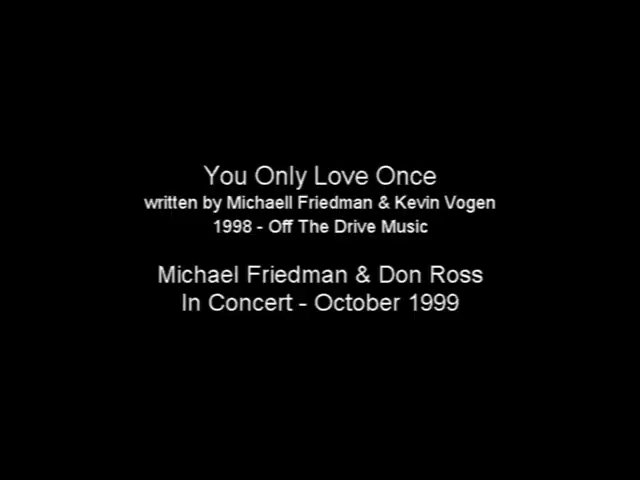 You Only Love Once
written by Michaell Friedman & Kevin Vogen
1998 - Off The Drive Music
Michael Friedman & Don Ross
In Concert - October 1999